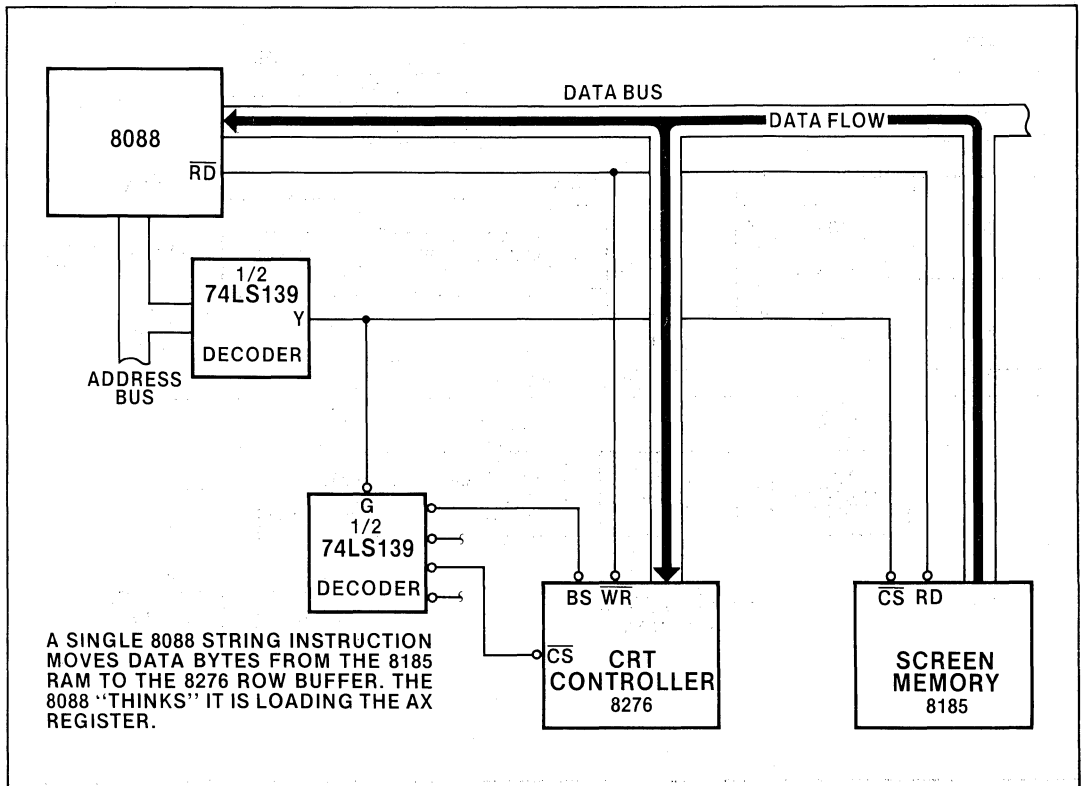 DATA BUS
DATA FLOW
8088
RD
1/2
74LS139
Y
DECODER
ADDRESS
BUS
G
1/2
74LS139
DECODER
BS WR
CS RD
CS
CRT
CONTROLLER
8276
SCREEN
MEMORY
8185
A SINGLE 8088 STRING INSTRUCTION
MOVES DATA BYTES FROM THE 8185
RAM TO THE 8276 ROW BUFFER. THE
8088 “THINKS” IT IS LOADING THE AX
REGISTER.